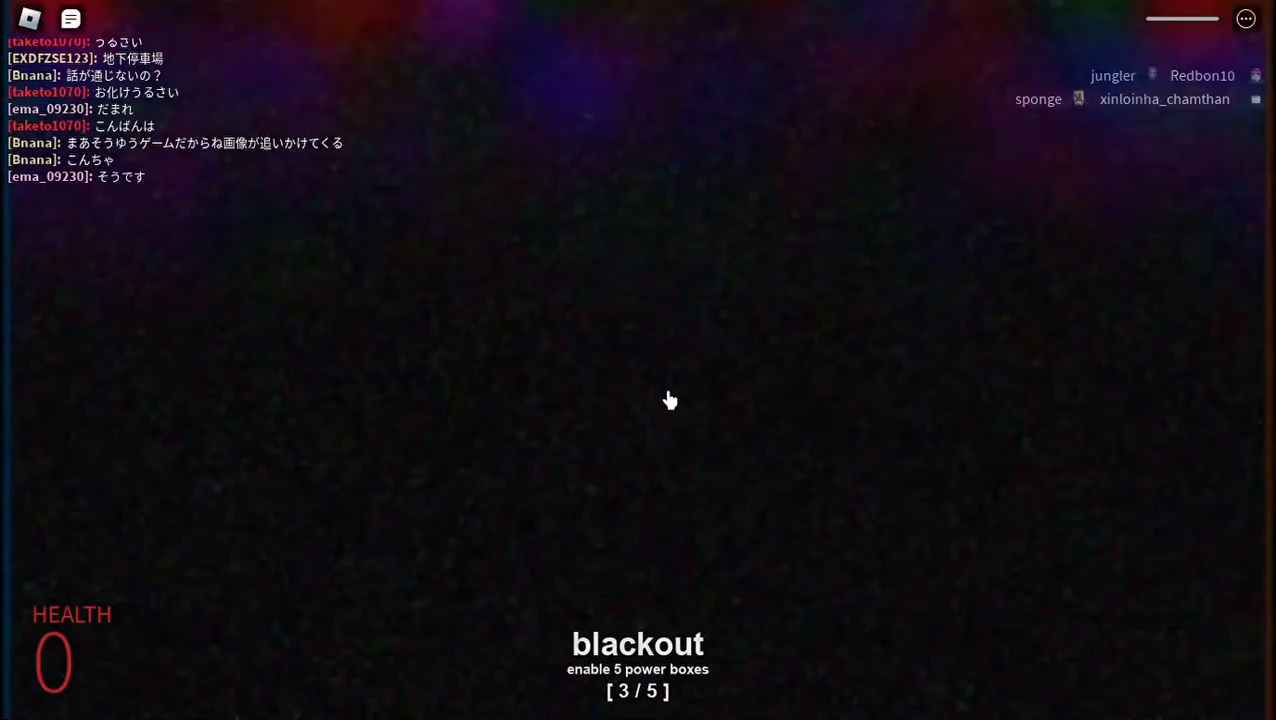 [taketo1070]: うるさい
[EXDFZSE123]: 地下停車場
[Bnana]: 話が通じないの？
[taketo1070]: お化けうるさい
[ema_09230]: だまれ
[taketo1070]: こんばんは
[Bnana]: まあそうゆうゲームだからね画像が追いかけてくる
[Bnana]: こんちゃ
[ema_09230]: そうです
jungler Redbon10
sponge xinloinha_chamthan
HEALTH
0
blackout
enable 5 power boxes
[ 3 / 5 ]